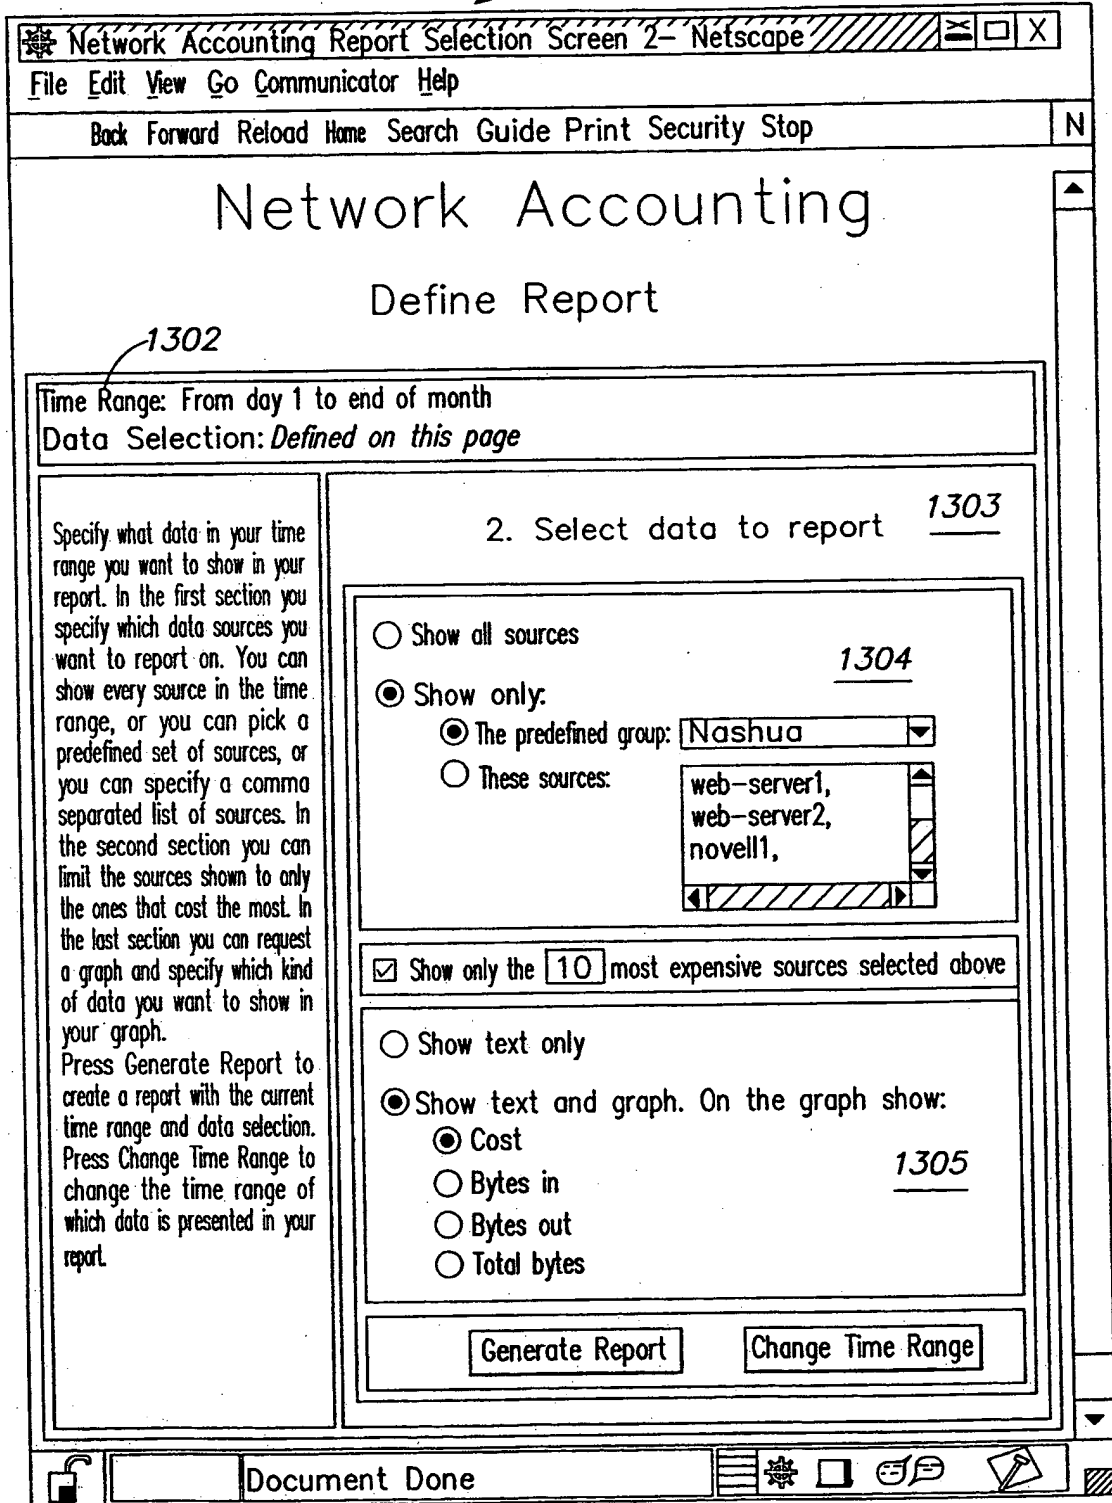 Network Accounting Report Selection Screen 2- Netscape X
File Edit View Go Communicator Help
Back Forward Reload Home Search Guide Print Security Stop N
Network Accounting
Define Report
1302
Time Range: From day 1 to end of month
Data Selection: Defined on this page
Specify what data in your time
range you want to show in your
report. In the first section you
specify which data sources you
want to report on. You can
show every source in the time
range, or you can pick a
predefined set of sources, or
you can specify a comma
separated list of sources. In
the second section you can
limit the sources shown to only
the ones that cost the most. In
the last section you can request
a graph and specify which kind
of data you want to show in
your graph.
Press Generate Report to
create a report with the current
time range and data selection.
Press Change Time Range to
change the time range of
which data is presented in your
report.
2. Select data to report 1303
Show all sources
1304
Show only:
The predefined group: Nashua
These sources:
web-server1,
web-server2,
novell1,
Show only the 10 most expensive sources selected above
Show text only
Show text and graph. On the graph show:
Cost
1305
Bytes in
Bytes out
Total bytes
Generate Report Change Time Range
Document Done